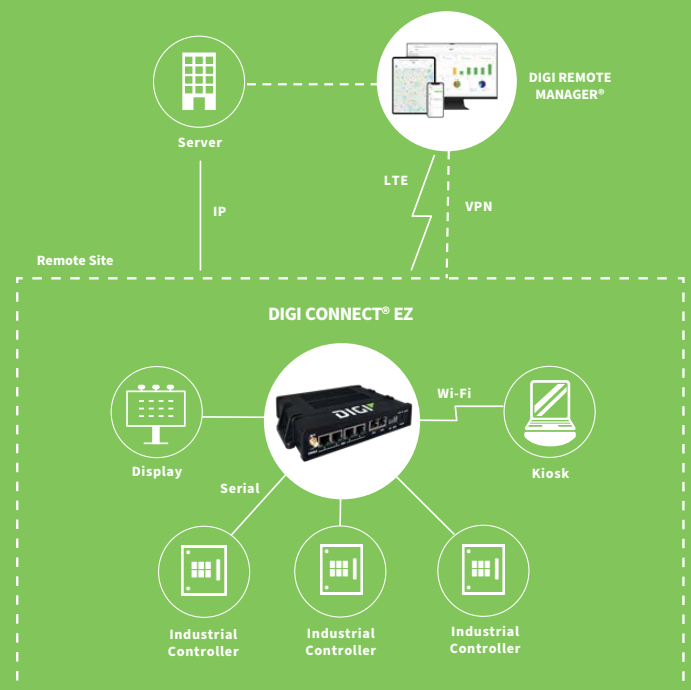 DIGI REMOTE
MANAGER®
Server
LTE
VPN
IP
Remote Site
DIGI CONNECT® EZ
DIGI
Wi-Fi
Display
Kiosk
Serial
Industrial
Controller
Industrial
Controller
Industrial
Controller